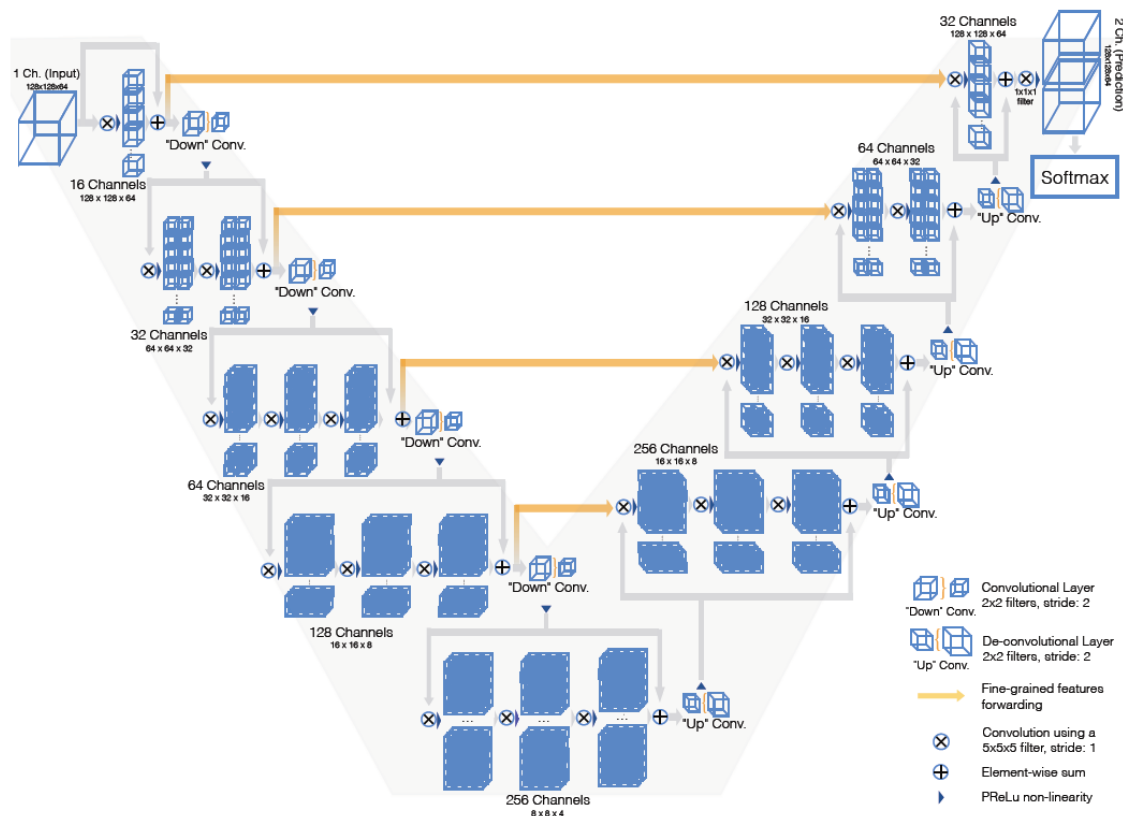 1 Ch. (Input)
128x128x64
"Down" Conv.
16 Channels
128 x 128 x 64
"Down" Conv.
32 Channels
64 x 64 x 32
"Down" Conv.
64 Channels
32 x 32 x 16
"Down" Conv.
128 Channels
16 x 16 x 8
...
...
...
256 Channels
8 x 8 x 4
"Up" Conv.
256 Channels
16 x 16 x 8
"Up" Conv.
128 Channels
32 x 32 x 16
"Up" Conv.
64 Channels
64 x 64 x 32
"Up" Conv.
32 Channels
128 x 128 x 64
1x1x1
filter
2 Ch. (Prediction)
128x128x64
Softmax
"Down" Conv.
Convolutional Layer
2x2 filters, stride: 2
"Up" Conv.
De-convolutional Layer
2x2 filters, stride: 2
Fine-grained features
forwarding
Convolution using a
5x5x5 filter, stride: 1
Element-wise sum
PReLu non-linearity